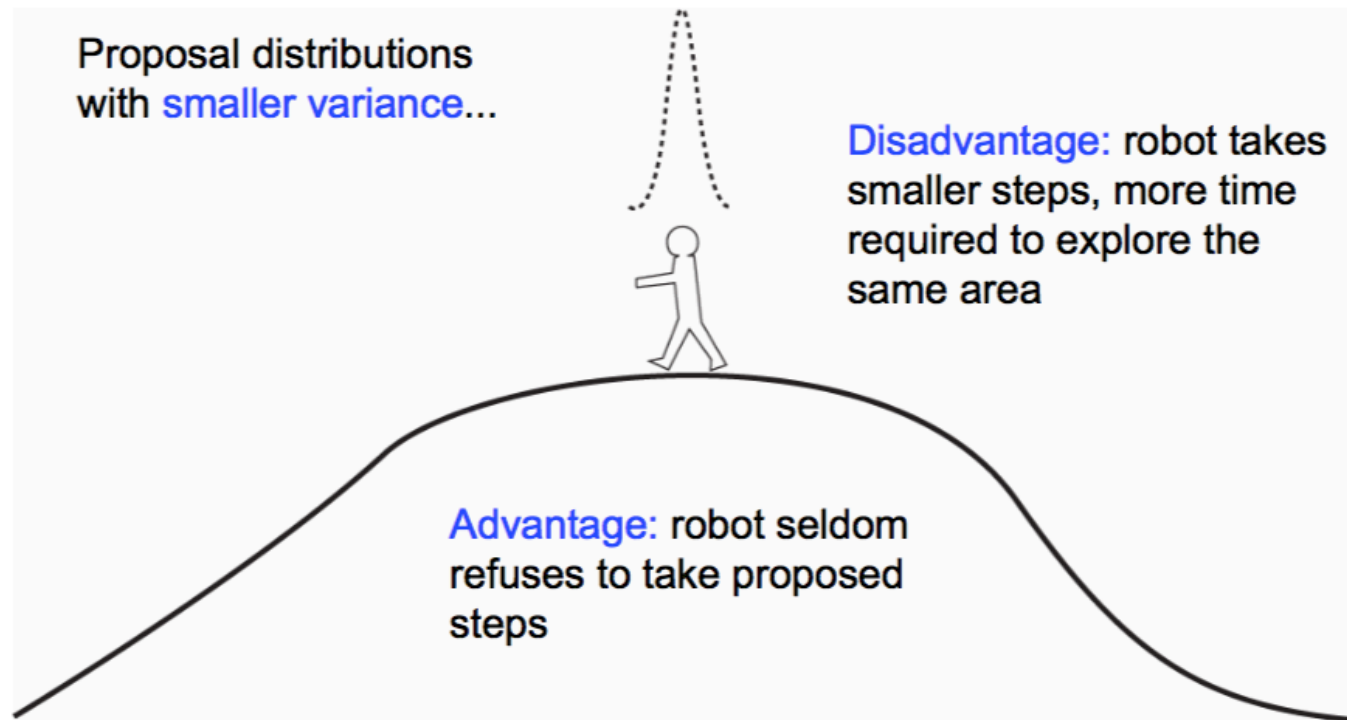 Proposal distributions
with smaller variance...
Disadvantage: robot takes
smaller steps, more time
required to explore the
same area
Advantage: robot seldom
refuses to take proposed
steps